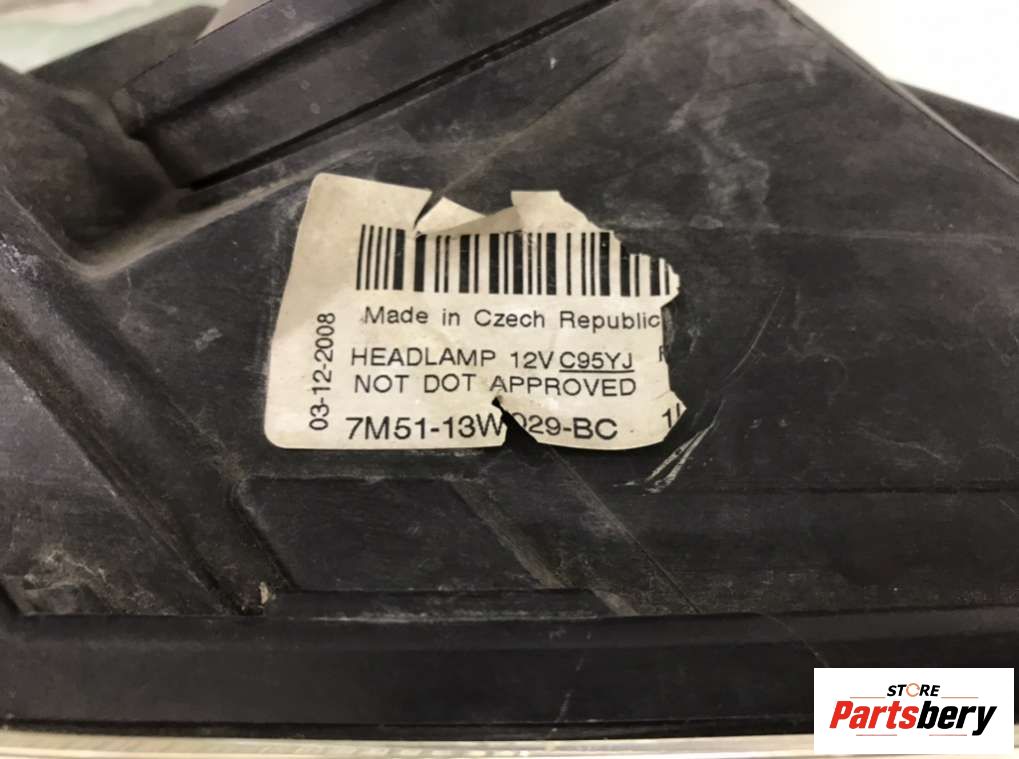 Made in Czech Republic
HEADLAMP 12V C95YJ
NOT DOT APPROVED
7M51-13W029-BC
03-12-2008
STORE
Partsbery